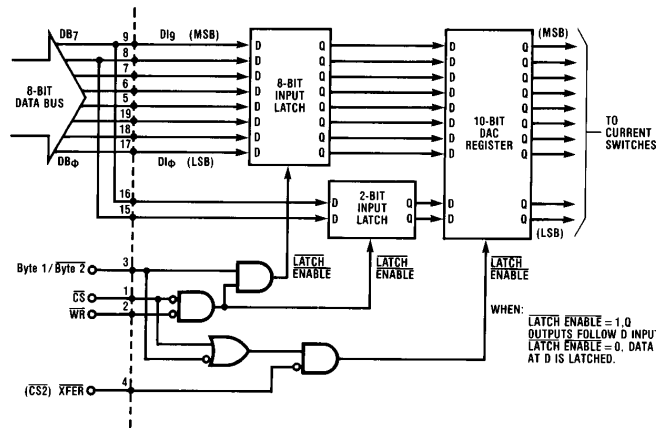 DB7 9 DI9 (MSB)
8
7
6
5
19
18
17
DBφ DIφ (LSB)
8-BIT
DATA BUS
16
15
D Q
D Q
D Q
D Q
D Q
D Q
D Q
D Q
8-BIT
INPUT
LATCH
D Q
D Q
2-BIT
INPUT
LATCH
D Q
D Q
D Q
D Q
D Q
D Q
D Q
D Q
D Q
D Q
10-BIT
DAC
REGISTER
(MSB)
TO
CURRENT
SWITCHES
(LSB)
LATCH
ENABLE
LATCH
ENABLE
LATCH
ENABLE
Byte 1/Byte 2 3
CS 1
WR 2
(CS2) XFER 4
WHEN:
LATCH ENABLE = 1, Q
OUTPUTS FOLLOW D INPUT
LATCH ENABLE = 0, DATA
AT D IS LATCHED.